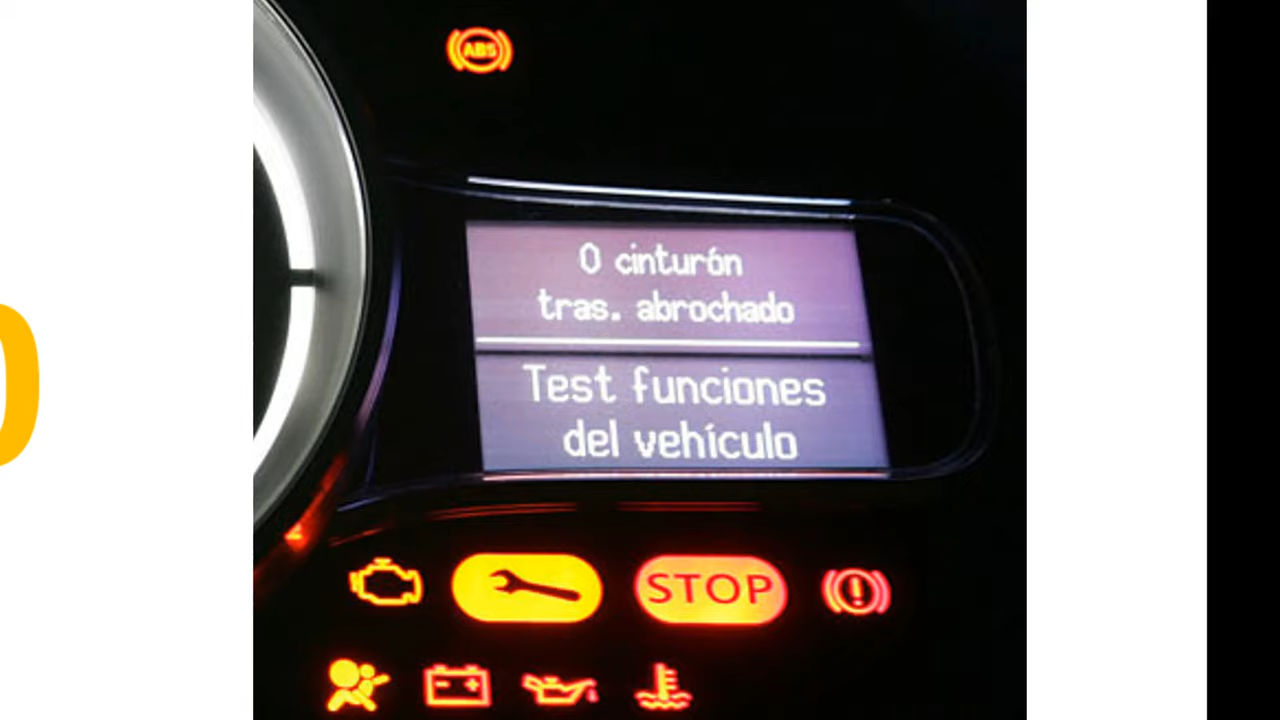 ABS
0 cinturón
tras. abrochado
Test funciones
del vehículo
STOP